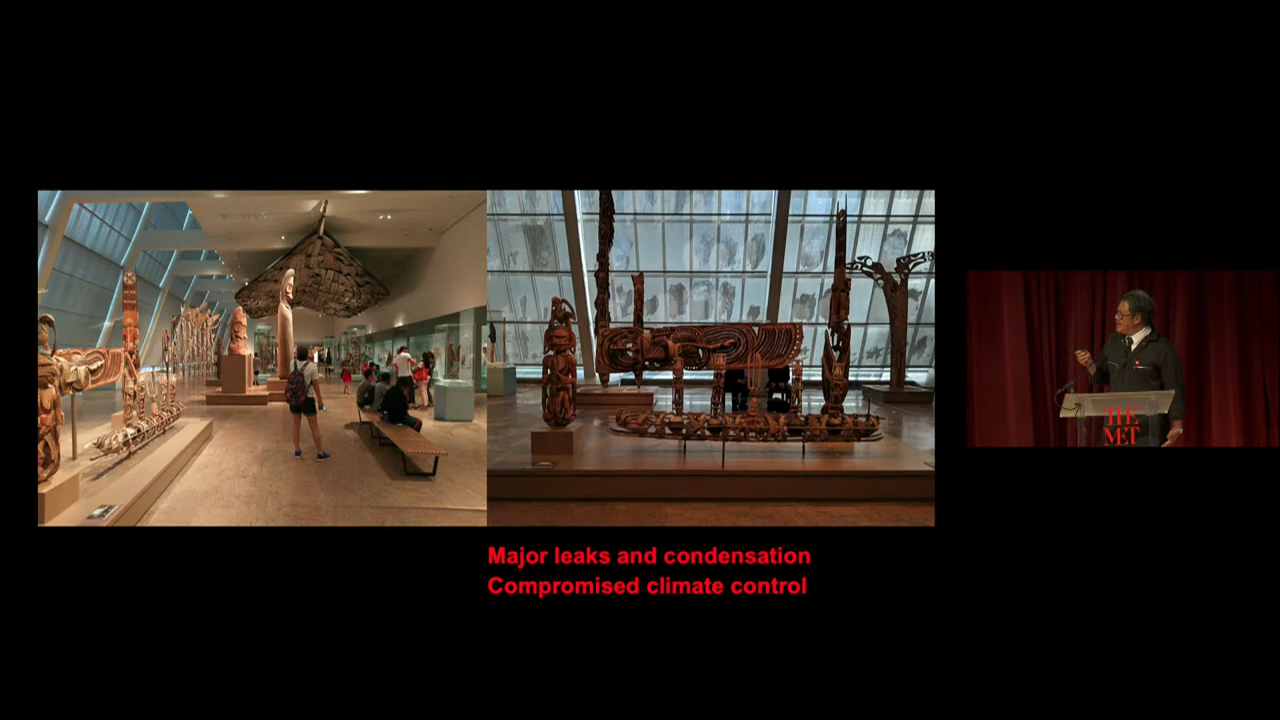 Major leaks and condensation
Compromised climate control
THE
MET